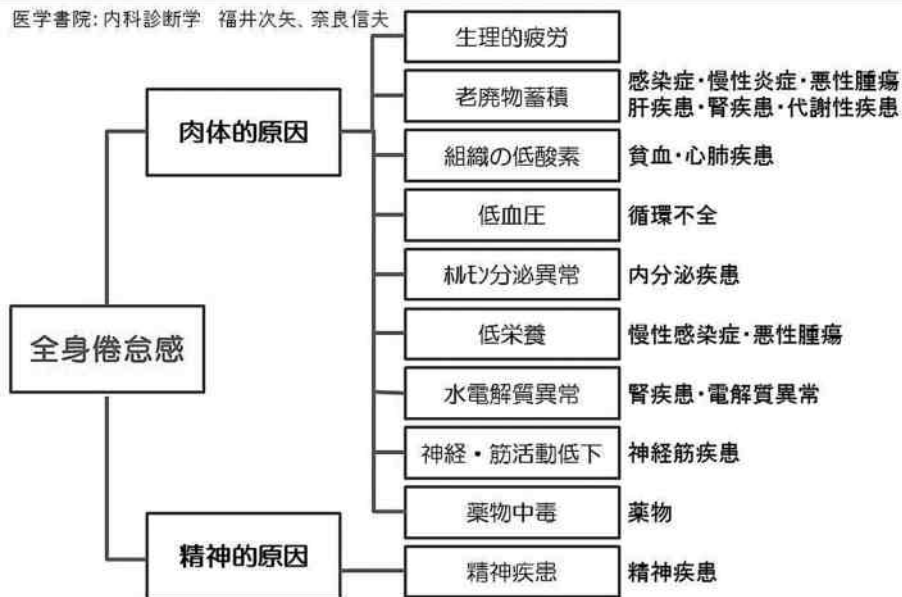 医学書院: 内科診断学　福井次矢、奈良信夫
生理的疲労
老廃物蓄積
感染症・慢性炎症・悪性腫瘍
肝疾患・腎疾患・代謝性疾患
肉体的原因
組織の低酸素
貧血・心肺疾患
低血圧
循環不全
ﾎﾙﾓﾝ分泌異常
内分泌疾患
全身倦怠感
低栄養
慢性感染症・悪性腫瘍
水電解質異常
腎疾患・電解質異常
神経・筋活動低下
神経筋疾患
薬物中毒
薬物
精神的原因
精神疾患
精神疾患